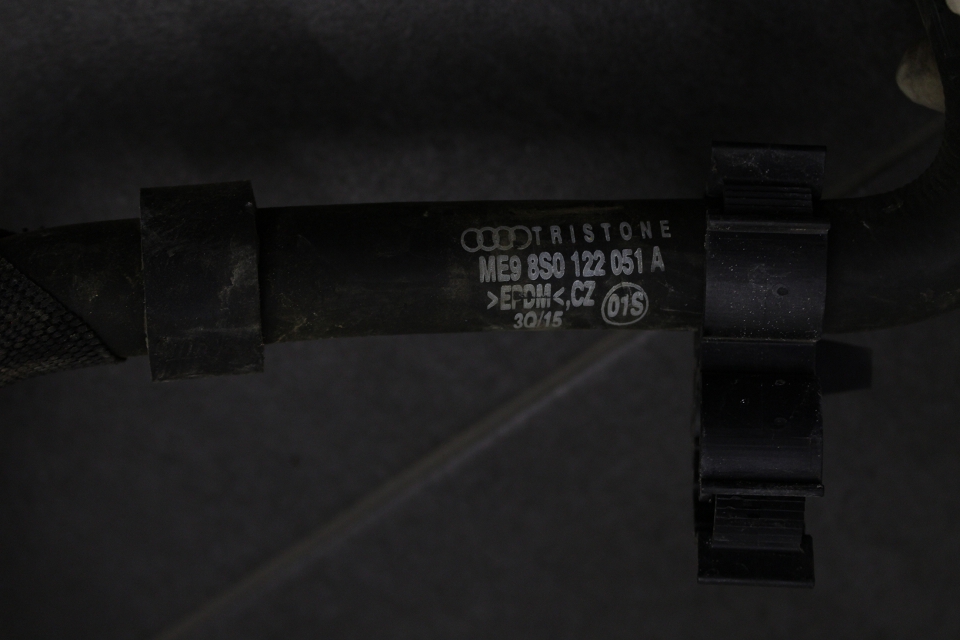 TRISTONE
ME9 8S0 122 051 A
>EPDM<,CZ 01S
3Q/15